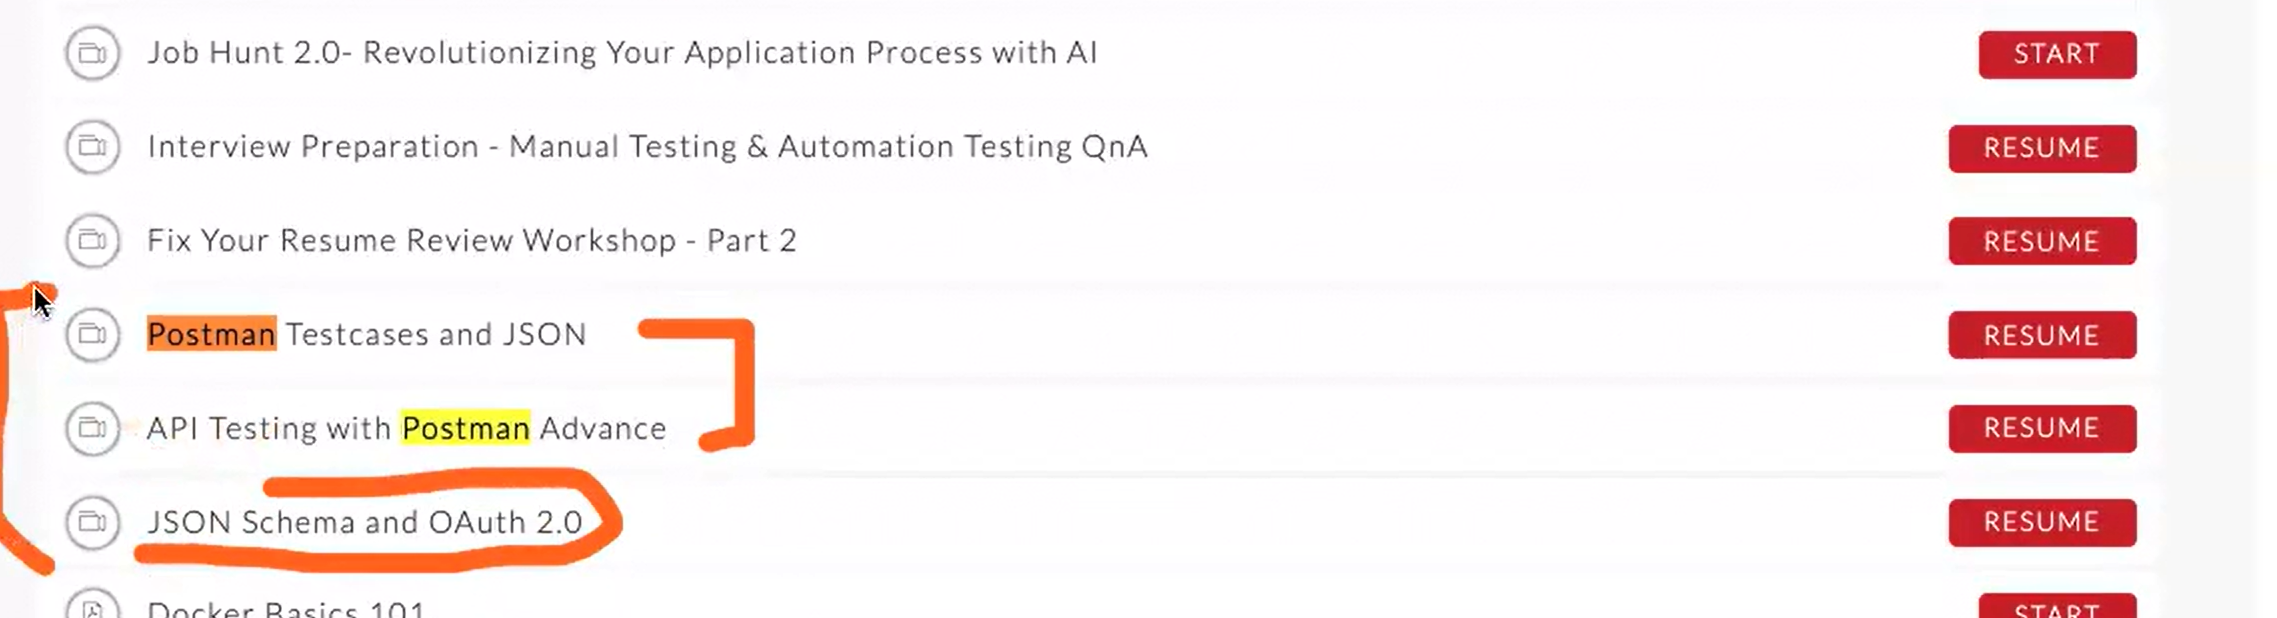 Job Hunt 2.0- Revolutionizing Your Application Process with AI START
Interview Preparation - Manual Testing & Automation Testing QnA RESUME
Fix Your Resume Review Workshop - Part 2 RESUME
Postman Testcases and JSON RESUME
API Testing with Postman Advance RESUME
JSON Schema and OAuth 2.0 RESUME
Docker Basics 101 START